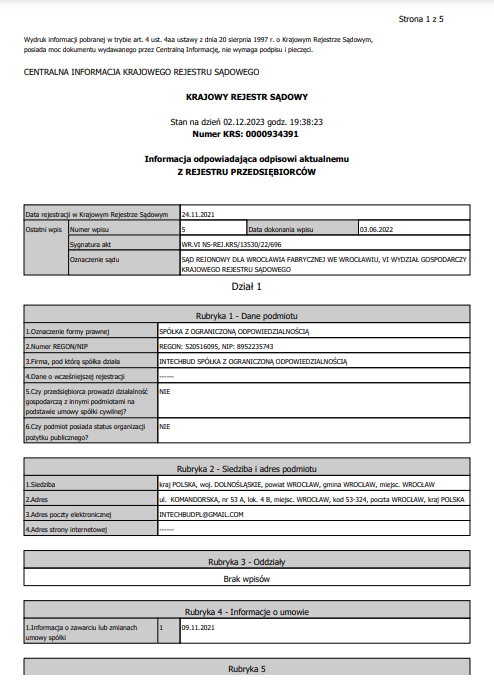 Strona 1 z 5
Wydruk informacji pobranej w trybie art. 4 ust. 4aa ustawy z dnia 20 sierpnia 1997 r. o Krajowym Rejestrze Sądowym,
posiada moc dokumentu wydawanego przez Centralną Informację, nie wymaga podpisu i pieczęci.
CENTRALNA INFORMACJA KRAJOWEGO REJESTRU SĄDOWEGO
KRAJOWY REJESTR SĄDOWY
Stan na dzień 02.12.2023 godz. 19:38:23
Numer KRS: 0000934391
Informacja odpowiadająca odpisowi aktualnemu
Z REJESTRU PRZEDSIĘBIORCÓW
Data rejestracji w Krajowym Rejestrze Sądowym 24.11.2021
Ostatni wpis Numer wpisu 5 Data dokonania wpisu 03.06.2022
Sygnatura akt WR.VI NS-REJ.KRS/13530/22/696
Oznaczenie sądu SĄD REJONOWY DLA WROCŁAWIA FABRYCZNEJ WE WROCŁAWIU, VI WYDZIAŁ GOSPODARCZY
KRAJOWEGO REJESTRU SĄDOWEGO
Dział 1
Rubryka 1 - Dane podmiotu
1.Oznaczenie formy prawnej SPÓŁKA Z OGRANICZONĄ ODPOWIEDZIALNOŚCIĄ
2.Numer REGON/NIP REGON: 520516095, NIP: 8952235743
3.Firma, pod którą spółka działa INTECHBUD SPÓŁKA Z OGRANICZONĄ ODPOWIEDZIALNOŚCIĄ
4.Dane o wcześniejszej rejestracji ------
5.Czy przedsiębiorca prowadzi działalność NIE
gospodarczą z innymi podmiotami na
podstawie umowy spółki cywilnej?
6.Czy podmiot posiada status organizacji NIE
pożytku publicznego?
Rubryka 2 - Siedziba i adres podmiotu
1.Siedziba kraj POLSKA, woj. DOLNOŚLĄSKIE, powiat WROCŁAW, gmina WROCŁAW, miejsc. WROCŁAW
2.Adres ul. KOMANDORSKA, nr 53 A, lok. 4 B, miejsc. WROCŁAW, kod 53-324, poczta WROCŁAW, kraj POLSKA
3.Adres poczty elektronicznej INTECHBUDPL@GMAIL.COM
4.Adres strony internetowej ------
Rubryka 3 - Oddziały
Brak wpisów
Rubryka 4 - Informacje o umowie
1.Informacja o zawarciu lub zmianach 1 09.11.2021
umowy spółki
Rubryka 5